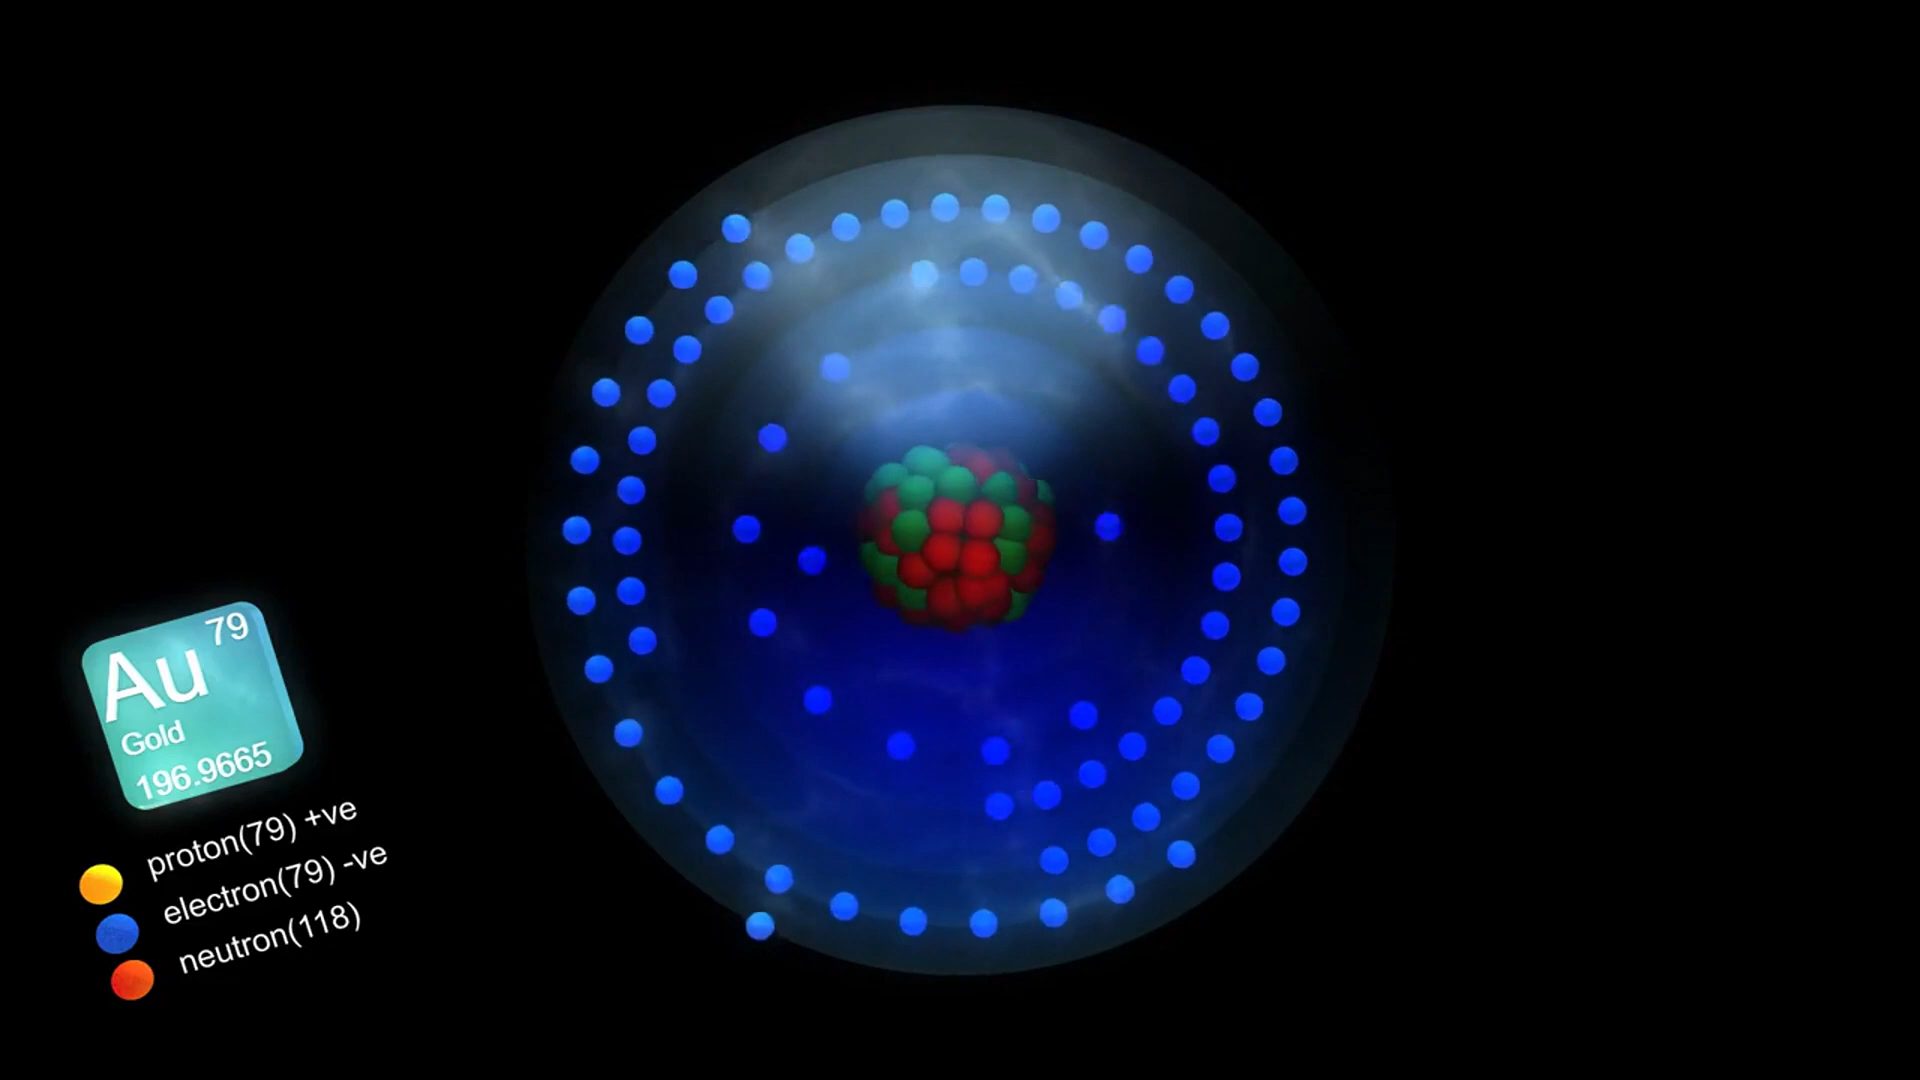 79
Au
Gold
196.9665
proton(79) +ve
electron(79) -ve
neutron(118)